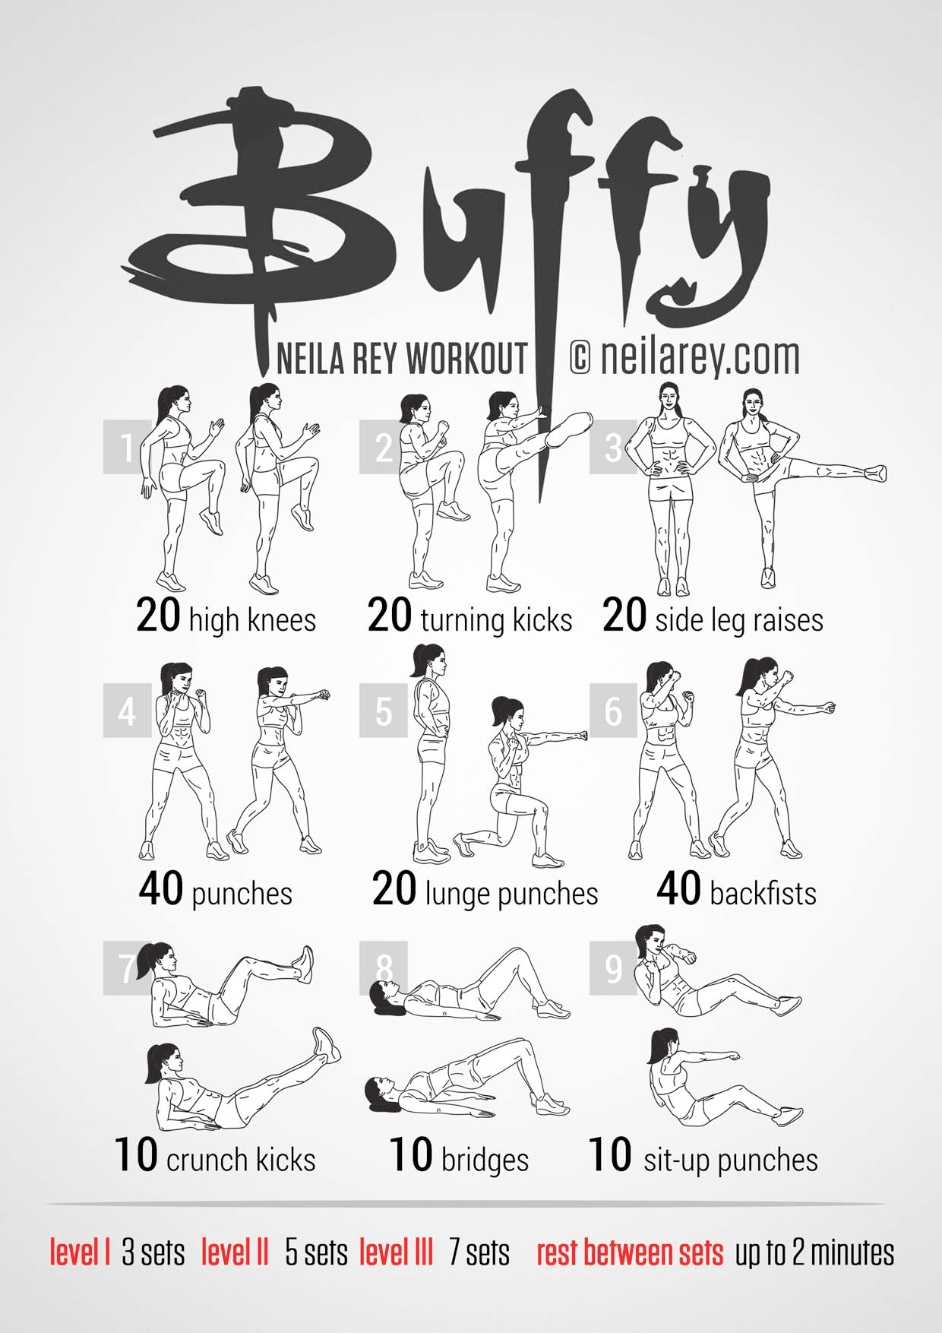 Buffy
NEILA REY WORKOUT © neilarey.com
1 2 3
20 high knees 20 turning kicks 20 side leg raises
4 5 6
40 punches 20 lunge punches 40 backfists
7 8 9
10 crunch kicks 10 bridges 10 sit-up punches
level I 3 sets level II 5 sets level III 7 sets rest between sets up to 2 minutes